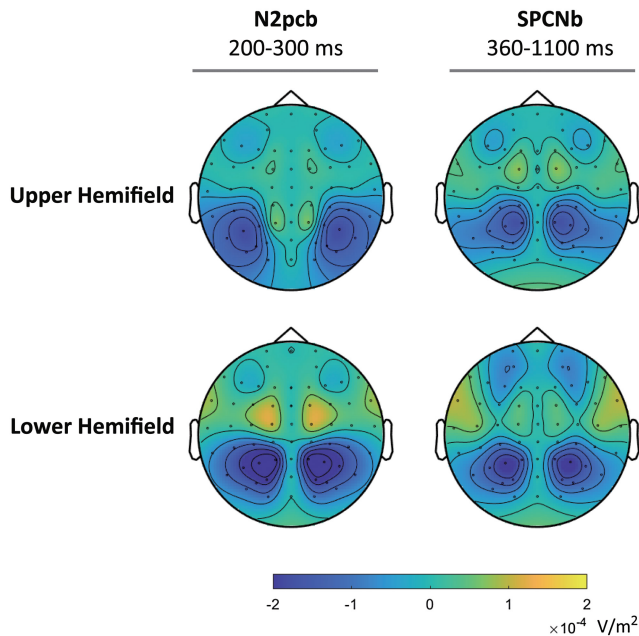 N2pcb SPCNb
200-300 ms 360-1100 ms
Upper Hemifield
Lower Hemifield
-2 -1 0 1 2
×10⁻⁴ V/m²